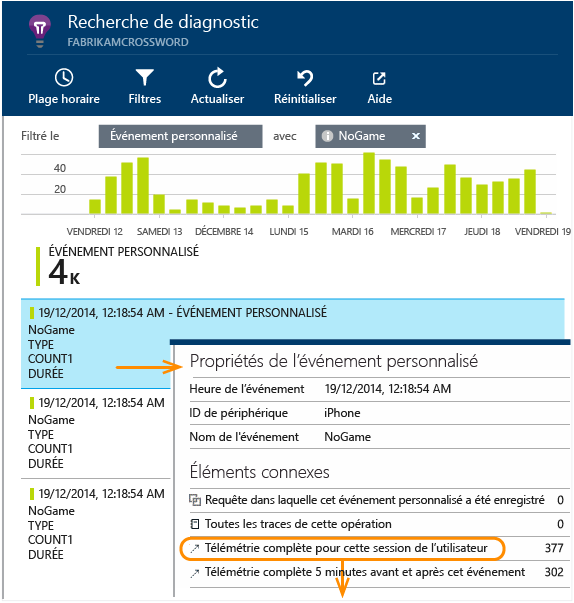 Recherche de diagnostic
FABRIKAMCROSSWORD
Plage horaire Filtres Actualiser Réinitialiser Aide
Filtré le Événement personnalisé avec NoGame ×
40
20
VENDREDI 12 SAMEDI 13 DÉCEMBRE 14 LUNDI 15 MARDI 16 MERCREDI 17 JEUDI 18 VENDREDI 19
ÉVÉNEMENT PERSONNALISÉ
4K
19/12/2014, 12:18:54 AM - ÉVÉNEMENT PERSONNALISÉ
NoGame
TYPE
COUNT1
DURÉE
19/12/2014, 12:18:54 AM
NoGame
TYPE
COUNT1
DURÉE
19/12/2014, 12:18:54 AM
NoGame
TYPE
COUNT1
DURÉE
Propriétés de l'événement personnalisé
Heure de l'événement 19/12/2014, 12:18:54 AM
ID de périphérique iPhone
Nom de l'événement NoGame
Éléments connexes
Requête dans laquelle cet événement personnalisé a été enregistré 0
Toutes les traces de cette opération 0
Télémétrie complète pour cette session de l'utilisateur 377
Télémétrie complète 5 minutes avant et après cet événement 302